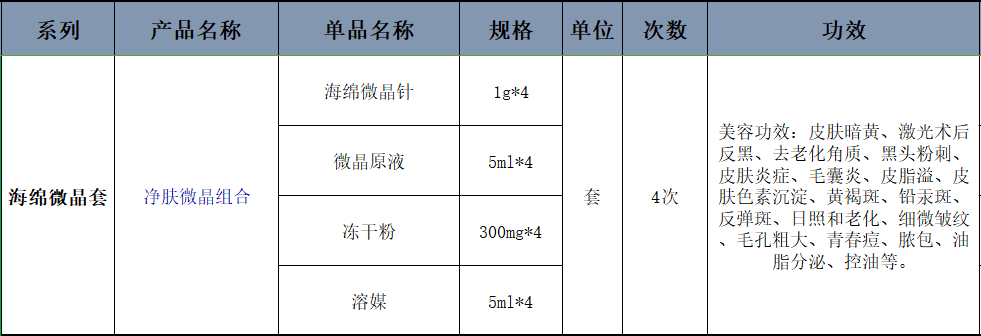 系列 产品名称 单品名称 规格 单位 次数 功效
海绵微晶套 净肤微晶组合 海绵微晶针 1g*4 套 4次
微晶原液 5ml*4
冻干粉 300mg*4
溶媒 5ml*4
美容功效：皮肤暗黄、激光术后
反黑、去老化角质、黑头粉刺、
皮肤炎症、毛囊炎、皮脂溢、皮
肤色素沉淀、黄褐斑、铅汞斑、
反弹斑、日照和老化、细微皱纹
、毛孔粗大、青春痘、脓包、油
脂分泌、控油等。